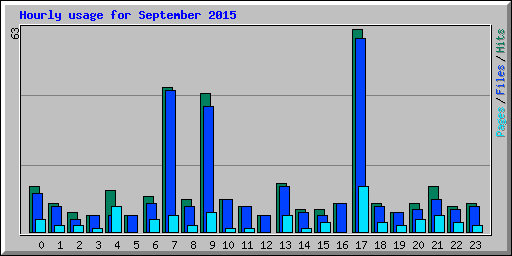 Hourly usage for September 2015
63
Pages/Files/Hits
0 1 2 3 4 5 6 7 8 9 10 11 12 13 14 15 16 17 18 19 20 21 22 23